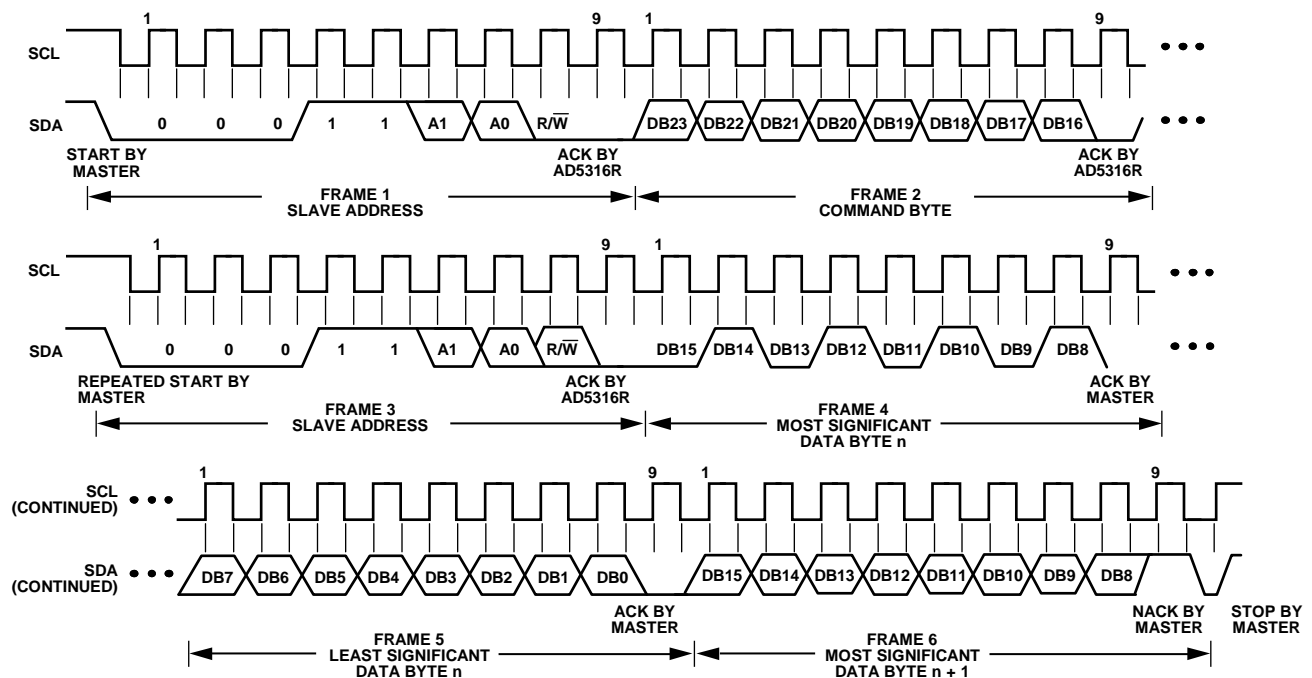 1 9 1 9
SCL
SDA 0 0 0 1 1 A1 A0 R/W̅ DB23 DB22 DB21 DB20 DB19 DB18 DB17 DB16
START BY MASTER
ACK BY AD5316R
ACK BY AD5316R
FRAME 1
SLAVE ADDRESS
FRAME 2
COMMAND BYTE
1 9 1 9
SCL
SDA 0 0 0 1 1 A1 A0 R/W̅ DB15 DB14 DB13 DB12 DB11 DB10 DB9 DB8
REPEATED START BY
MASTER
ACK BY
AD5316R
ACK BY
MASTER
FRAME 3
SLAVE ADDRESS
FRAME 4
MOST SIGNIFICANT
DATA BYTE n
1 9 1 9
SCL
(CONTINUED)
SDA
(CONTINUED)
DB7 DB6 DB5 DB4 DB3 DB2 DB1 DB0 DB15 DB14 DB13 DB12 DB11 DB10 DB9 DB8
ACK BY
MASTER
NACK BY
MASTER
STOP BY
MASTER
FRAME 5
LEAST SIGNIFICANT
DATA BYTE n
FRAME 6
MOST SIGNIFICANT
DATA BYTE n + 1